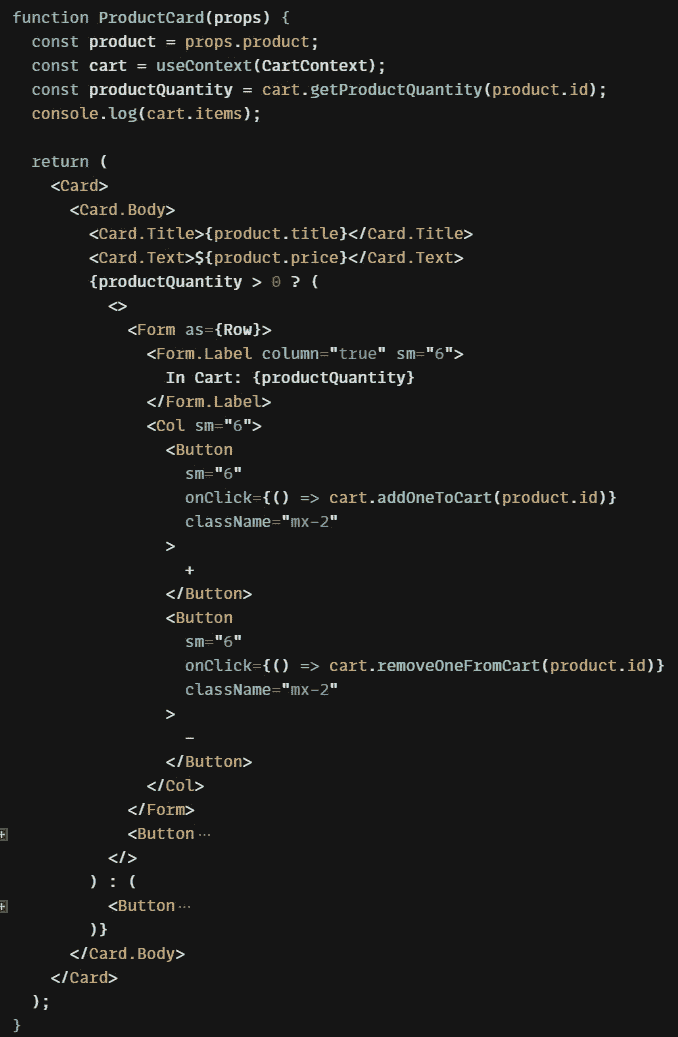 function ProductCard(props) {
  const product = props.product;
  const cart = useContext(CartContext);
  const productQuantity = cart.getProductQuantity(product.id);
  console.log(cart.items);

  return (
    <Card>
      <Card.Body>
        <Card.Title>{product.title}</Card.Title>
        <Card.Text>${product.price}</Card.Text>
        {productQuantity > 0 ? (
          <>
            <Form as={Row}>
              <Form.Label column="true" sm="6">
                In Cart: {productQuantity}
              </Form.Label>
              <Col sm="6">
                <Button
                  sm="6"
                  onClick={() => cart.addOneToCart(product.id)}
                  className="mx-2"
                >
                  +
                </Button>
                <Button
                  sm="6"
                  onClick={() => cart.removeOneFromCart(product.id)}
                  className="mx-2"
                >
                  -
                </Button>
              </Col>
            </Form>
            <Button ···
          </>
        ) : (
          <Button ···
        )}
      </Card.Body>
    </Card>
  );
}